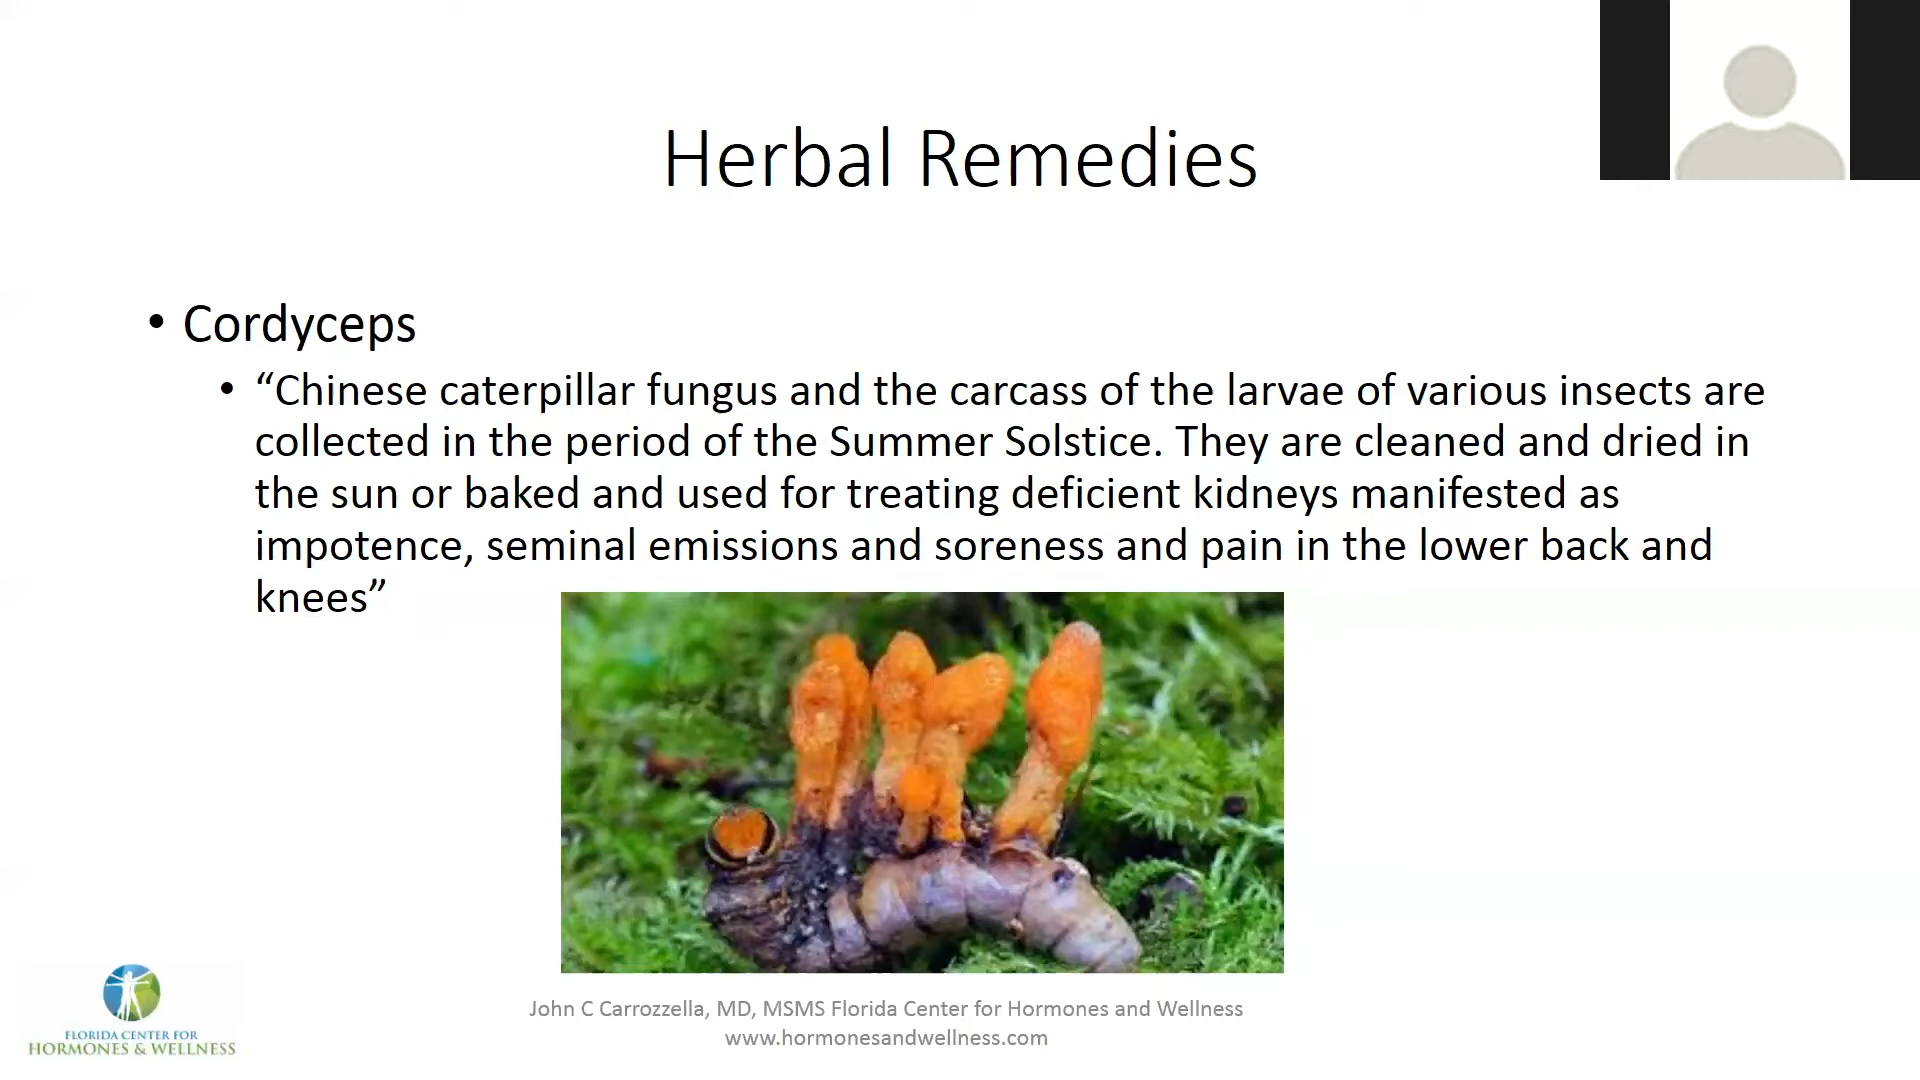 Herbal Remedies
• Cordyceps
• “Chinese caterpillar fungus and the carcass of the larvae of various insects are
collected in the period of the Summer Solstice. They are cleaned and dried in
the sun or baked and used for treating deficient kidneys manifested as
impotence, seminal emissions and soreness and pain in the lower back and
knees”
FLORIDA CENTER FOR
HORMONES & WELLNESS
John C Carrozzella, MD, MSMS Florida Center for Hormones and Wellness
www.hormonesandwellness.com